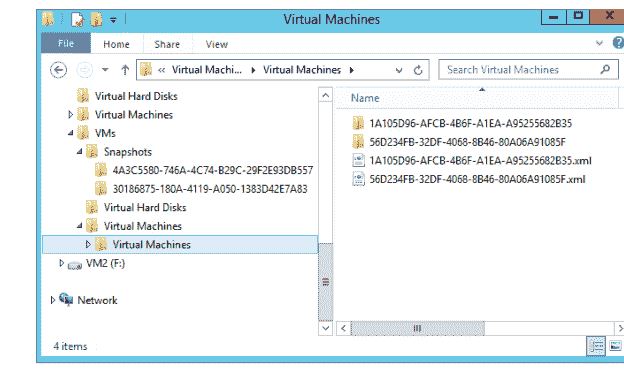 Virtual Machines
File Home Share View
« Virtual Machi... Virtual Machines Search Virtual Machines
Virtual Hard Disks
Virtual Machines
VMs
Snapshots
4A3C5580-746A-4C74-B29C-29F2E93DB557
30186875-180A-4119-A050-1383D42E7A83
Virtual Hard Disks
Virtual Machines
Virtual Machines
VM2 (F:)
Network
Name
1A105D96-AFCB-4B6F-A1EA-A95255682B35
56D234FB-32DF-4068-8B46-80A06A91085F
1A105D96-AFCB-4B6F-A1EA-A95255682B35.xml
56D234FB-32DF-4068-8B46-80A06A91085F.xml
4 items